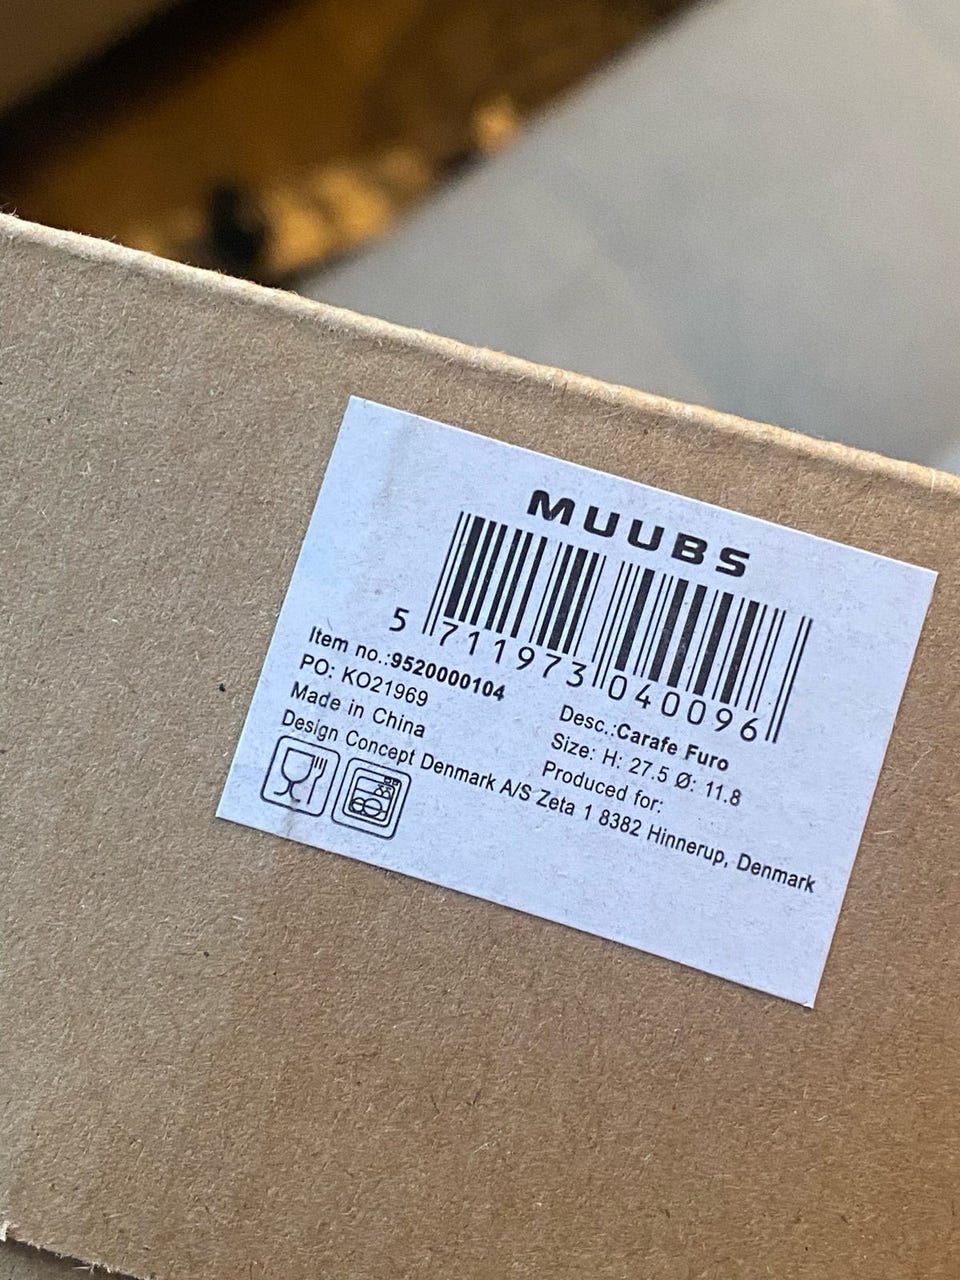 MUUBS
5 711973 040096
Item no.:9520000104
Desc.:Carafe Furo
PO: KO21969
Size: H: 27.5 Ø: 11.8
Made in China
Produced for:
Design Concept Denmark A/S Zeta 1 8382 Hinnerup, Denmark